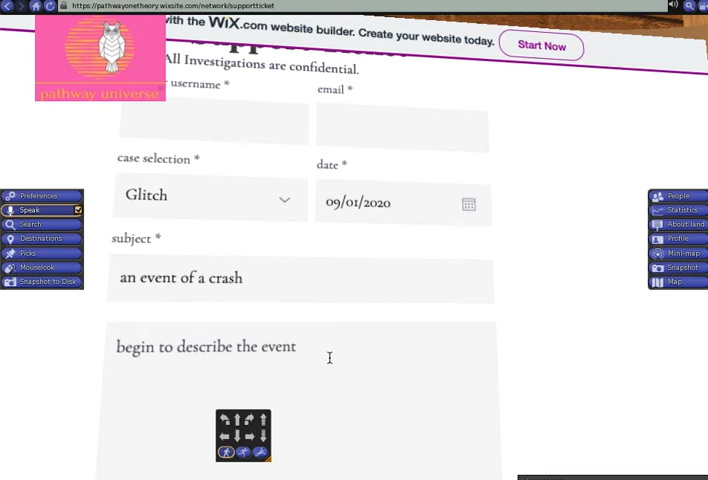 https://pathwayonetheory.wixsite.com/network/supportticket
with the WiX.com website builder. Create your website today.
Start Now
All Investigations are confidential.
pathway universe
username *
email *
case selection *
date *
Glitch
09/01/2020
subject *
an event of a crash
begin to describe the event
Preferences
Speak
Search
Destinations
Picks
Mouselook
Snapshot to Disk
People
Statistics
About land
Profile
Mini-map
Snapshot
Map